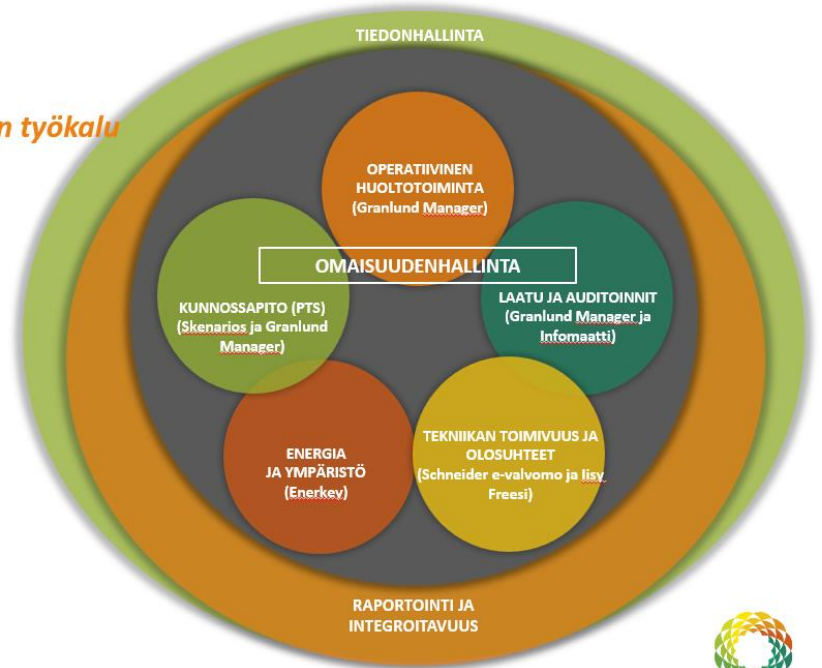 TIEDONHALLINTA
n työkalu
OPERATIIVINEN
HUOLTOTOIMINTA
(Granlund Manager)
OMAISUUDENHALLINTA
KUNNOSSAPITO (PTS)
(Skenarios ja Granlund
Manager)
LAATU JA AUDITOINNIT
(Granlund Manager ja
Infomaatti)
ENERGIA
JA YMPÄRISTÖ
(Enerkey)
TEKNIIKAN TOIMIVUUS JA
OLOSUHTEET
(Schneider e-valvomo ja Iisy
Freesi)
RAPORTOINTI JA
INTEGROITAVUUS